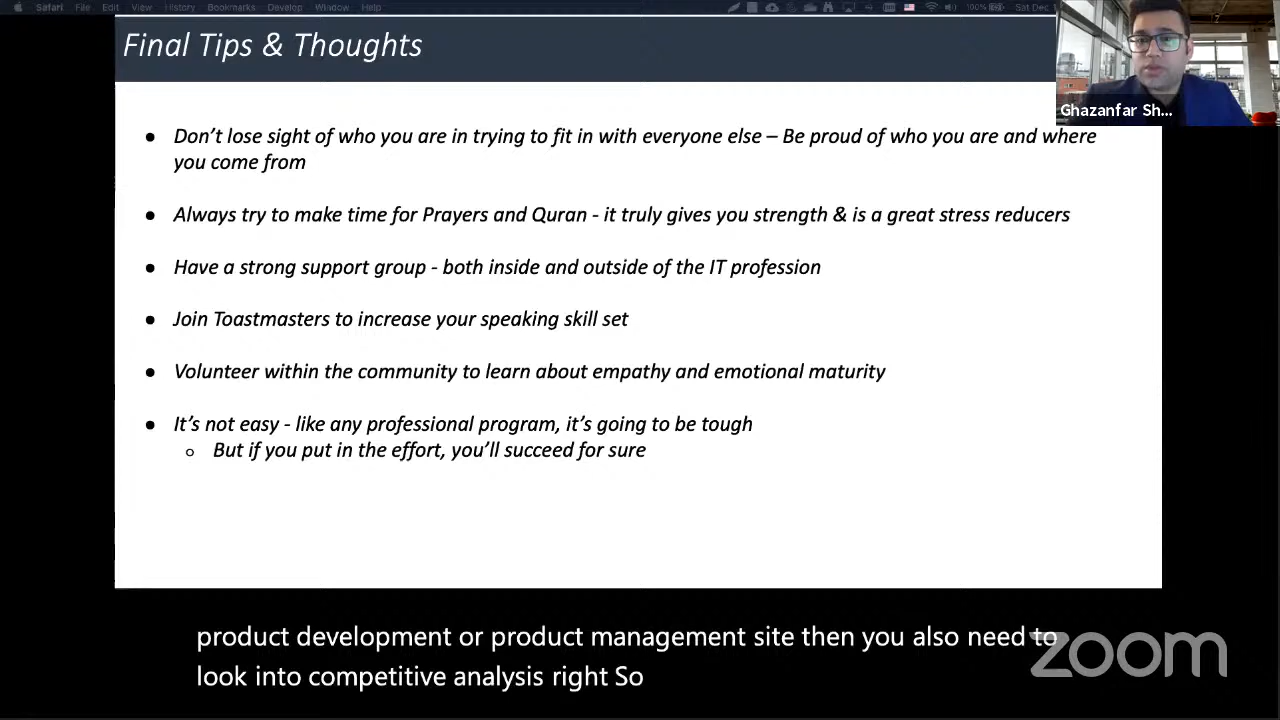 Safari File Edit View History Bookmarks Develop Window Help 100% Sat Dec
Final Tips & Thoughts
Ghazanfar Sh...
● Don’t lose sight of who you are in trying to fit in with everyone else – Be proud of who you are and where
you come from
● Always try to make time for Prayers and Quran - it truly gives you strength & is a great stress reducers
● Have a strong support group - both inside and outside of the IT profession
● Join Toastmasters to increase your speaking skill set
● Volunteer within the community to learn about empathy and emotional maturity
● It’s not easy - like any professional program, it’s going to be tough
○ But if you put in the effort, you’ll succeed for sure
product development or product management site then you also need to
look into competitive analysis right So
zoom